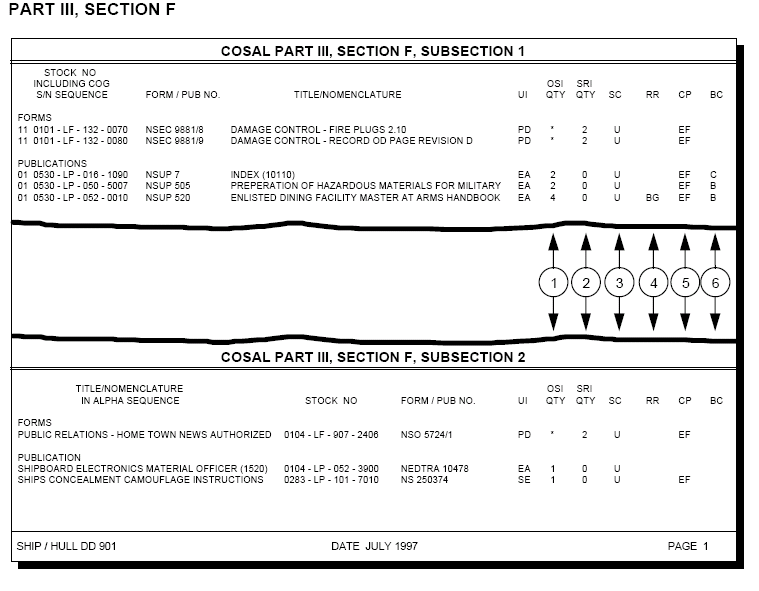 PART III, SECTION F
COSAL PART III, SECTION F, SUBSECTION 1
STOCK NO
INCLUDING COG
S/N SEQUENCE FORM / PUB NO. TITLE/NOMENCLATURE UI OSI QTY SRI QTY SC RR CP BC
FORMS
11 0101 - LF - 132 - 0070 NSEC 9881/8 DAMAGE CONTROL - FIRE PLUGS 2.10 PD * 2 U EF
11 0101 - LF - 132 - 0080 NSEC 9881/9 DAMAGE CONTROL - RECORD OD PAGE REVISION D PD * 2 U EF
PUBLICATIONS
01 0530 - LP - 016 - 1090 NSUP 7 INDEX (10110) EA 2 0 U EF C
01 0530 - LP - 050 - 5007 NSUP 505 PREPERATION OF HAZARDOUS MATERIALS FOR MILITARY EA 2 0 U EF B
01 0530 - LP - 052 - 0010 NSUP 520 ENLISTED DINING FACILITY MASTER AT ARMS HANDBOOK EA 4 0 U BG EF B
1 2 3 4 5 6
COSAL PART III, SECTION F, SUBSECTION 2
TITLE/NOMENCLATURE
IN ALPHA SEQUENCE STOCK NO FORM / PUB NO. UI OSI QTY SRI QTY SC RR CP BC
FORMS
PUBLIC RELATIONS - HOME TOWN NEWS AUTHORIZED 0104 - LF - 907 - 2406 NSO 5724/1 PD * 2 U EF
PUBLICATION
SHIPBOARD ELECTRONICS MATERIAL OFFICER (1520) 0104 - LP - 052 - 3900 NEDTRA 10478 EA 1 0 U
SHIPS CONCEALMENT CAMOUFLAGE INSTRUCTIONS 0283 - LP - 101 - 7010 NS 250374 SE 1 0 U EF
SHIP / HULL DD 901 DATE JULY 1997 PAGE 1